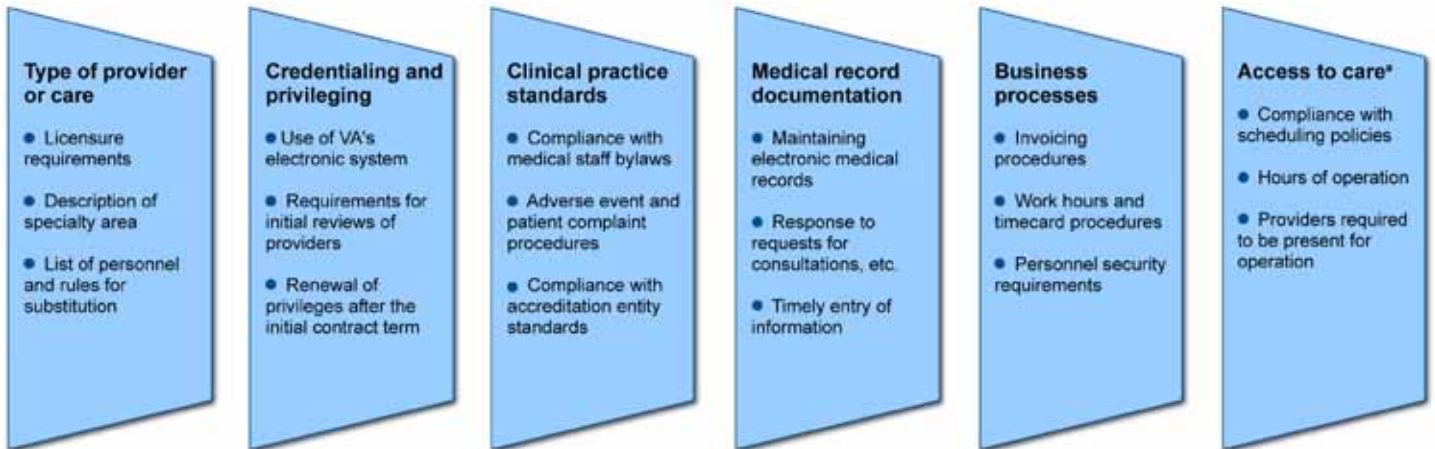 Type of provider
or care
● Licensure
requirements
● Description of
specialty area
● List of personnel
and rules for
substitution
Credentialing and
privileging
● Use of VA's
electronic system
● Requirements for
initial reviews of
providers
● Renewal of
privileges after the
initial contract term
Clinical practice
standards
● Compliance with
medical staff bylaws
● Adverse event and
patient complaint
procedures
● Compliance with
accreditation entity
standards
Medical record
documentation
● Maintaining
electronic medical
records
● Response to
requests for
consultations, etc.
● Timely entry of
information
Business
processes
● Invoicing
procedures
● Work hours and
timecard procedures
● Personnel security
requirements
Access to careª
● Compliance with
scheduling policies
● Hours of operation
● Providers required
to be present for
operation